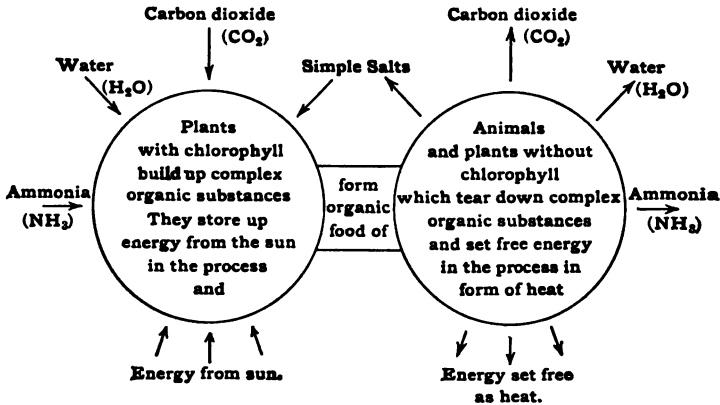 Carbon dioxide
(CO₂)
Carbon dioxide
(CO₂)
Water
(H₂O)
Simple Salts
Water
(H₂O)
Plants
with chlorophyll
build up complex
organic substances
They store up
energy from the sun
in the process
and
Ammonia
(NH₃)
form
organic
food of
Animals
and plants without
chlorophyll
which tear down complex
organic substances
and set free energy
in the process in
form of heat
Ammonia
(NH₃)
Energy from sun.
Energy set free
as heat.